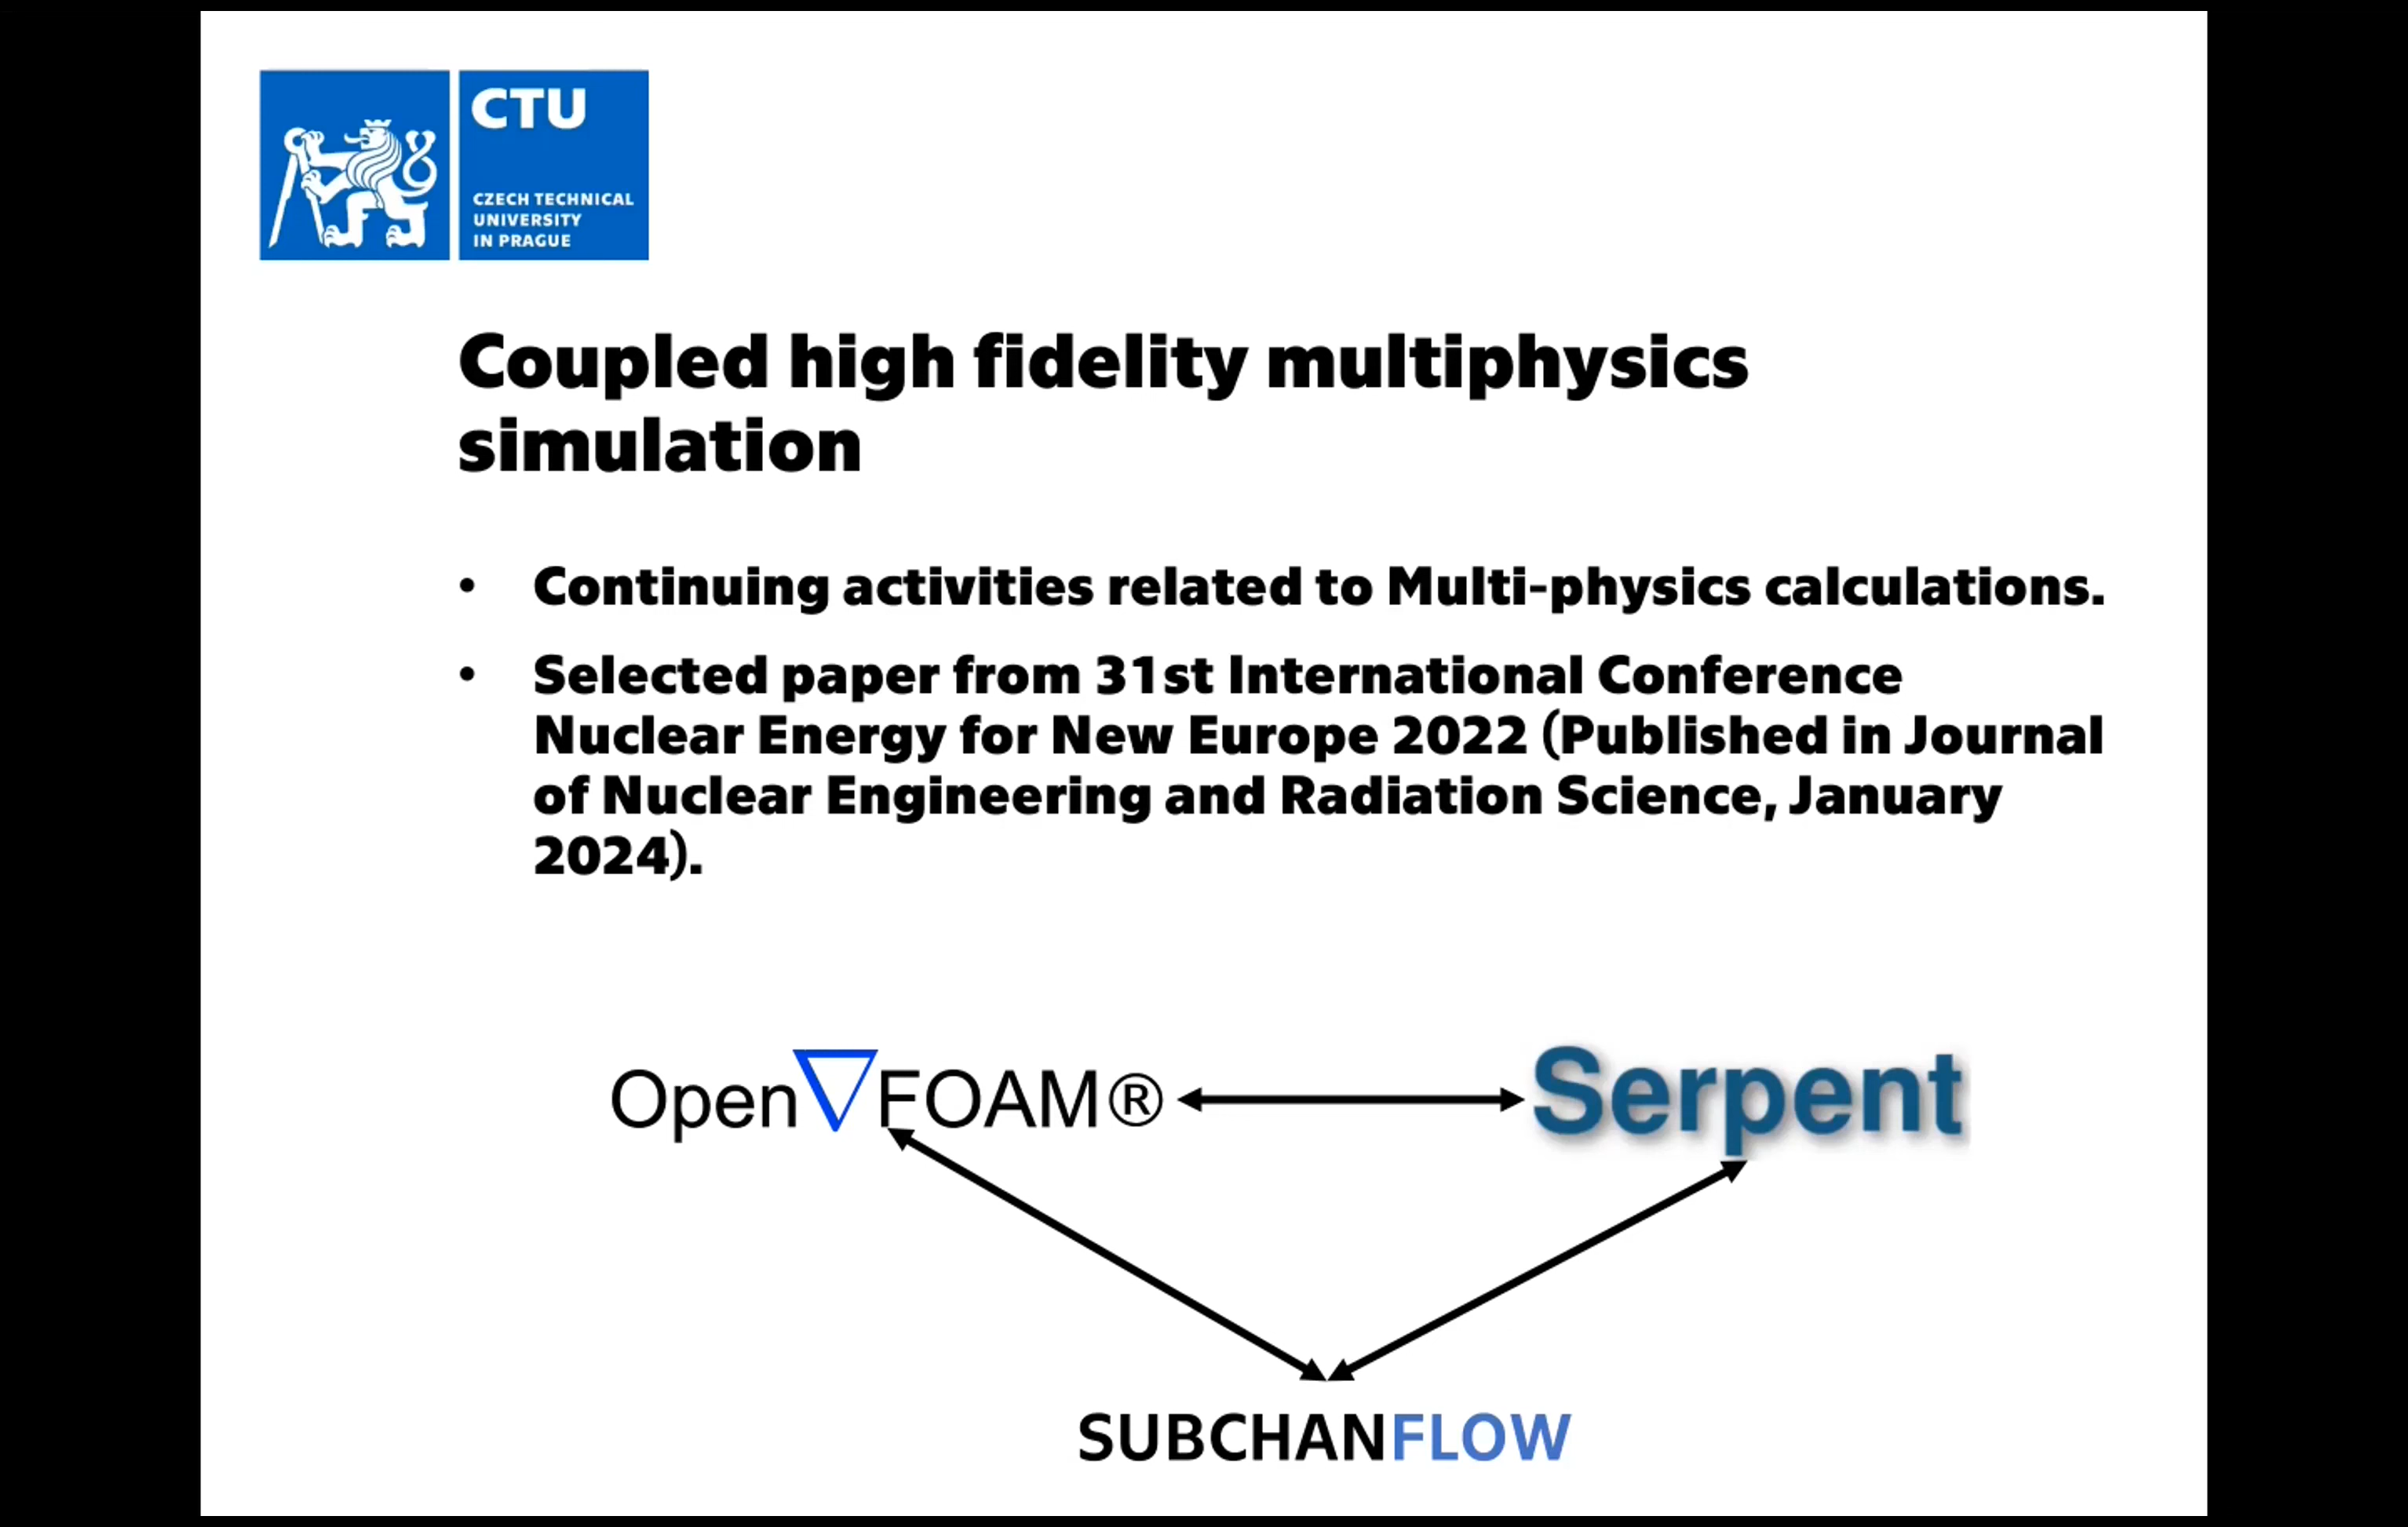 CTU
CZECH TECHNICAL
UNIVERSITY
IN PRAGUE
Coupled high fidelity multiphysics
simulation
• Continuing activities related to Multi-physics calculations.
• Selected paper from 31st International Conference
Nuclear Energy for New Europe 2022 (Published in Journal
of Nuclear Engineering and Radiation Science, January
2024).
Open∇FOAM®
Serpent
SUBCHANFLOW